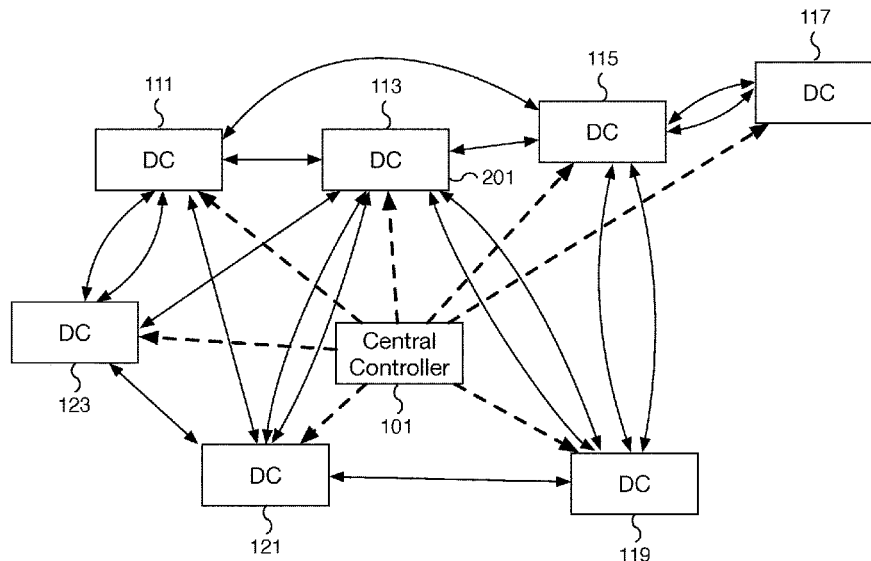 117
115
111
113
DC
DC
DC
DC
201
DC
Central
Controller
123
101
DC
DC
121
119